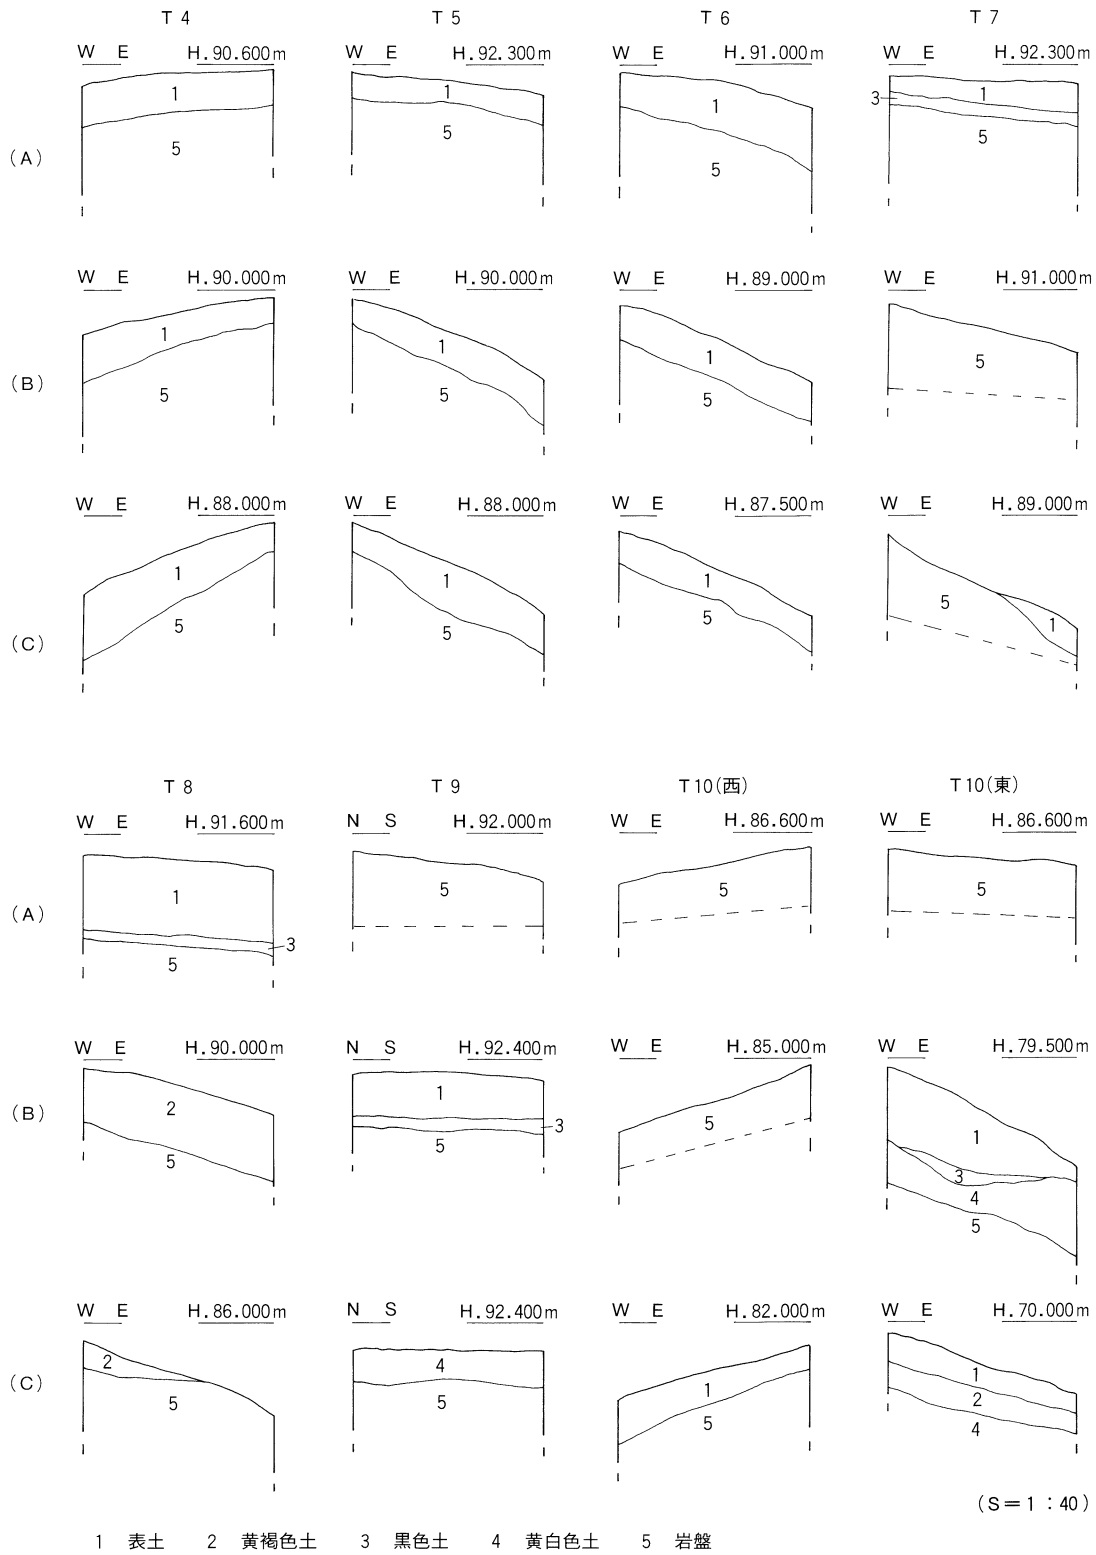 T 4 T 5 T 6 T 7
W E H.90.600m W E H.92.300m W E H.91.000m W E H.92.300m
1 1 1 3 1
5 5 5 5
(A)
W E H.90.000m W E H.90.000m W E H.89.000m W E H.91.000m
1 1 1 5
(B) 5 5 5
W E H.88.000m W E H.88.000m W E H.87.500m W E H.89.000m
1 1 1 5
(C) 5 5 5 1
T 8 T 9 T10(西) T10(東)
W E H.91.600m N S H.92.000m W E H.86.600m W E H.86.600m
1 5 5 5
(A)
3
5
W E H.90.000m N S H.92.400m W E H.85.000m W E H.79.500m
(B) 2 1 5 1
5 3 5 3
4
5
W E H.86.000m N S H.92.400m W E H.82.000m W E H.70.000m
2 4 1 1
(C) 5 5 5 2
4
(S=1:40)
1 表土 2 黄褐色土 3 黒色土 4 黄白色土 5 岩盤